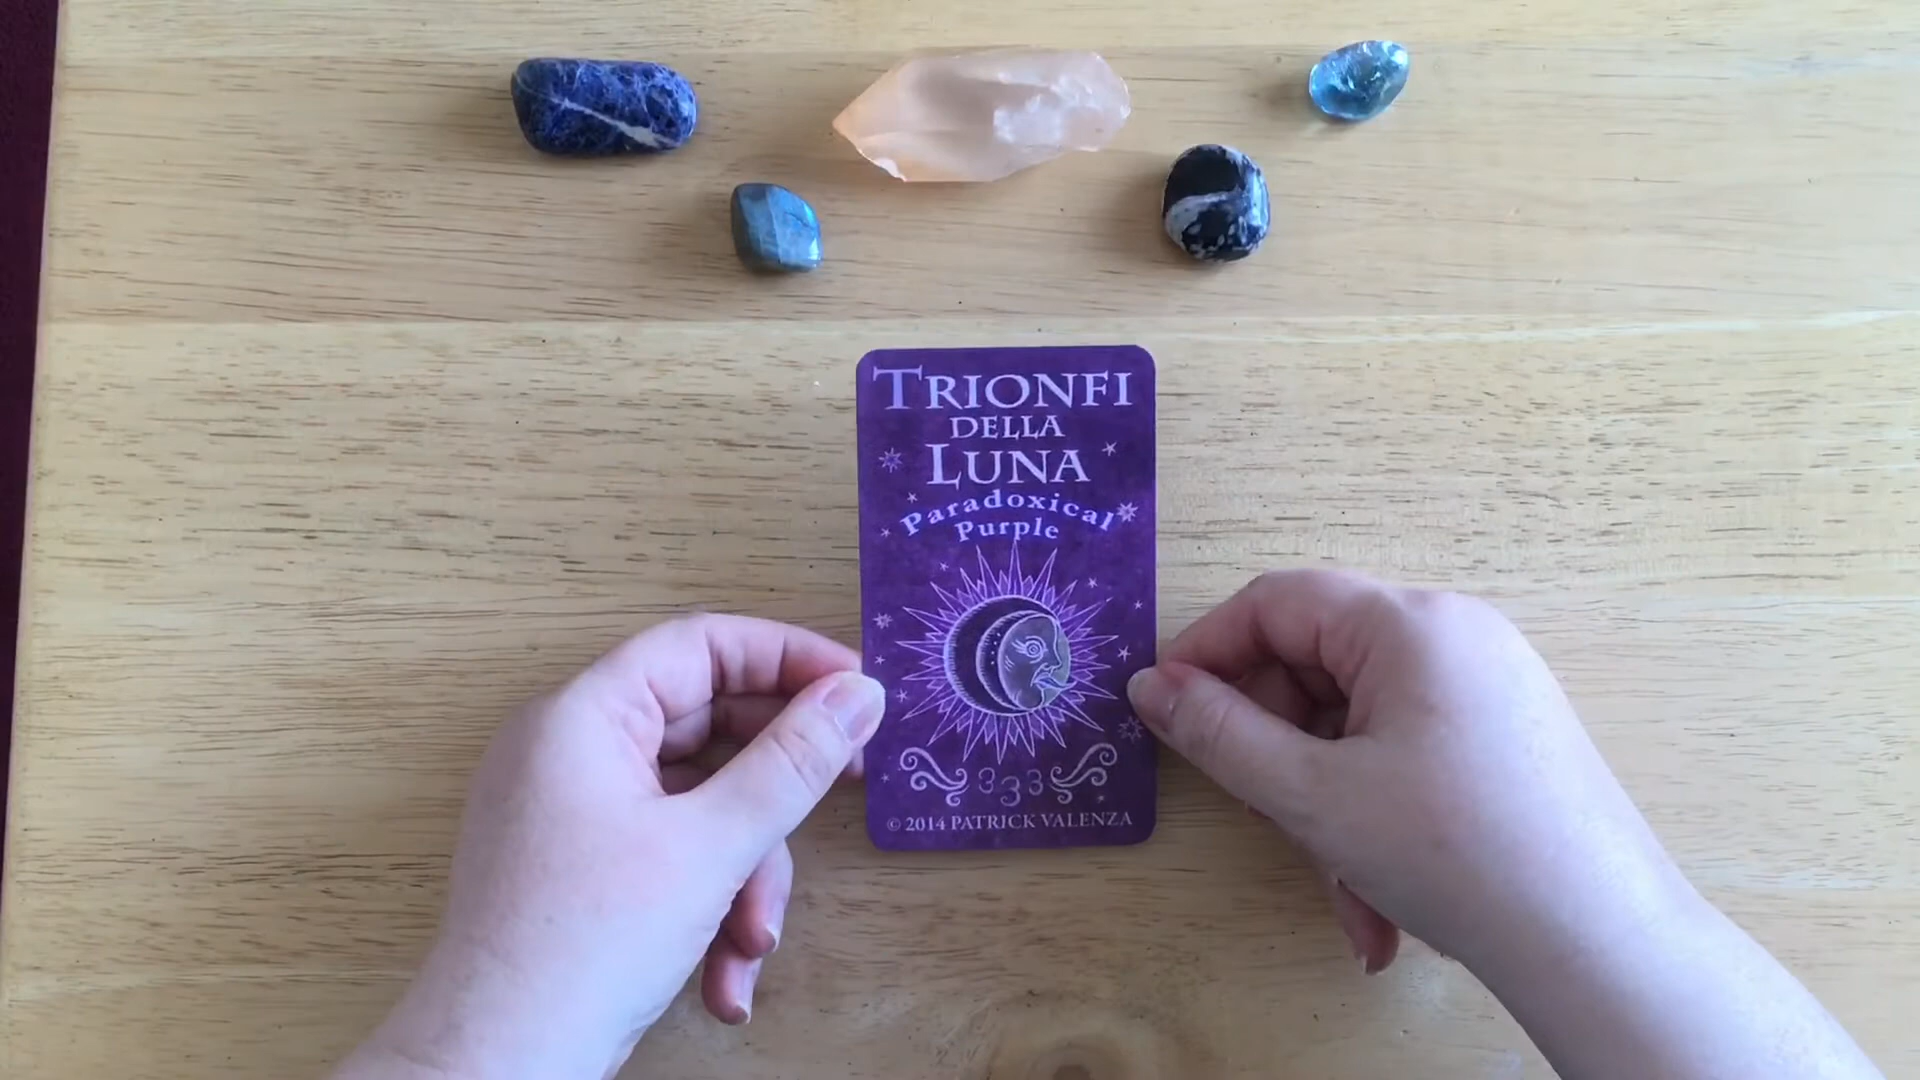 TRIONFI
DELLA
LUNA
Paradoxical
Purple
333
© 2014 PATRICK VALENZA